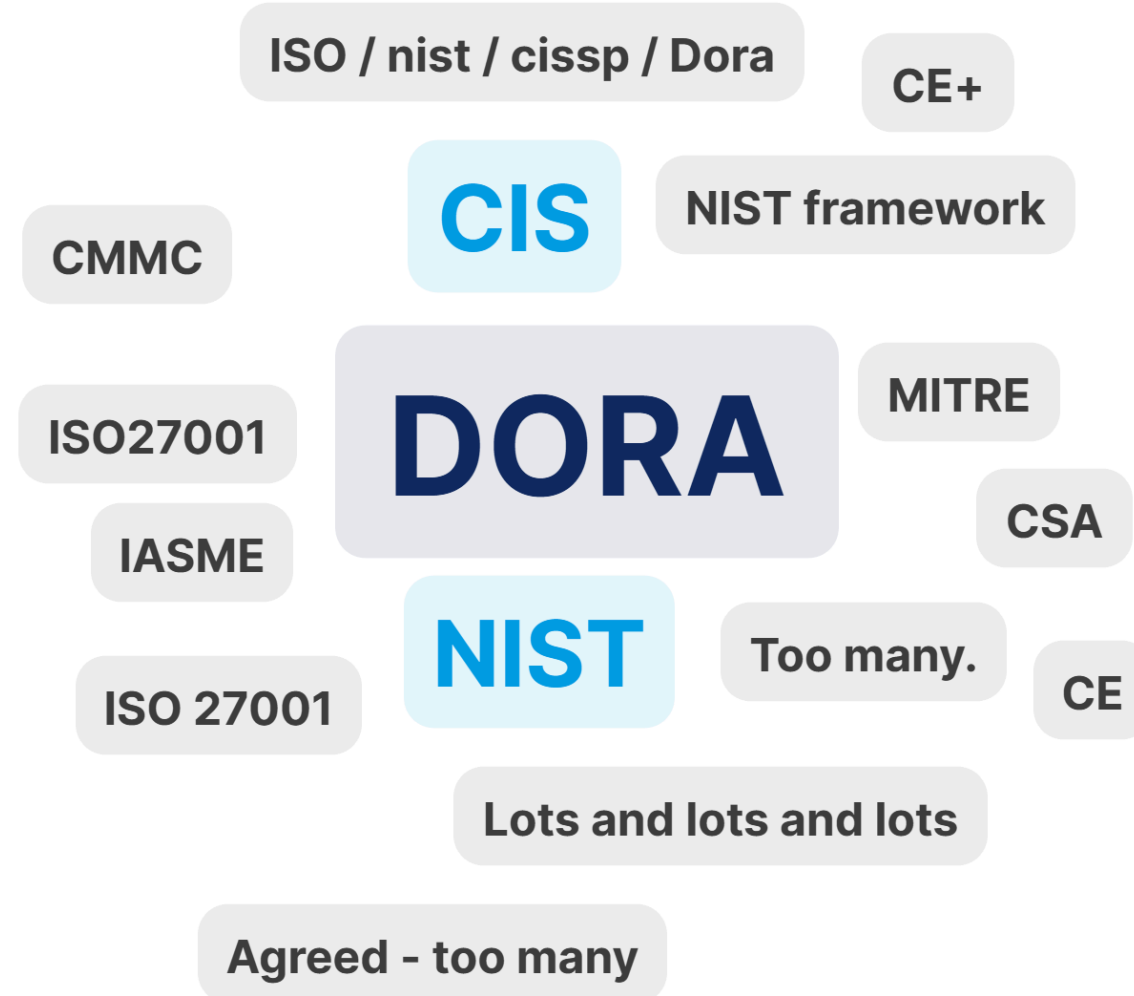 ISO / nist / cissp / Dora
CE+
CIS
NIST framework
CMMC
DORA
MITRE
ISO27001
CSA
IASME
NIST
Too many.
CE
ISO 27001
Lots and lots and lots
Agreed - too many